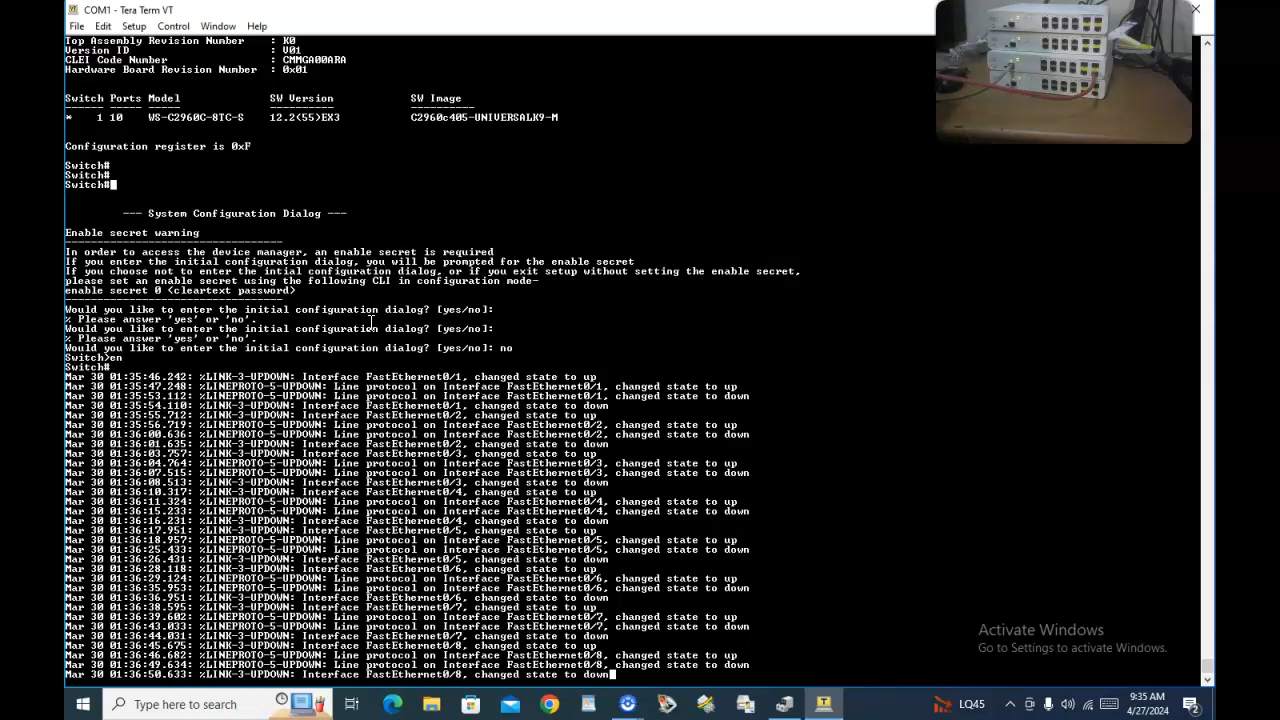 COM1 - Tera Term VT
File Edit Setup Control Window Help
Top Assembly Revision Number : K0
Version ID : V01
CLEI Code Number : CMMGA00ARA
Hardware Board Revision Number : 0x01
Switch Ports Model SW Version SW Image
------ ----- ----- ---------- ----------
* 1 10 WS-C2960C-8TC-S 12.2(55)EX3 C2960c405-UNIVERSALK9-M
Configuration register is 0xF
Switch#
Switch#
Switch#
--- System Configuration Dialog ---
Enable secret warning
----------------------------------
In order to access the device manager, an enable secret is required
If you enter the initial configuration dialog, you will be prompted for the enable secret
If you choose not to enter the intial configuration dialog, or if you exit setup without setting the enable secret,
please set an enable secret using the following CLI in configuration mode-
enable secret 0 <cleartext password>
----------------------------------
Would you like to enter the initial configuration dialog? [yes/no]:
% Please answer 'yes' or 'no'.
Would you like to enter the initial configuration dialog? [yes/no]:
% Please answer 'yes' or 'no'.
Would you like to enter the initial configuration dialog? [yes/no]: no
Switch>en
Switch#
Mar 30 01:35:46.242: %LINK-3-UPDOWN: Interface FastEthernet0/1, changed state to up
Mar 30 01:35:47.248: %LINEPROTO-5-UPDOWN: Line protocol on Interface FastEthernet0/1, changed state to up
Mar 30 01:35:53.112: %LINEPROTO-5-UPDOWN: Line protocol on Interface FastEthernet0/1, changed state to down
Mar 30 01:35:54.110: %LINK-3-UPDOWN: Interface FastEthernet0/1, changed state to down
Mar 30 01:35:55.712: %LINK-3-UPDOWN: Interface FastEthernet0/2, changed state to up
Mar 30 01:35:56.719: %LINEPROTO-5-UPDOWN: Line protocol on Interface FastEthernet0/2, changed state to up
Mar 30 01:36:00.636: %LINEPROTO-5-UPDOWN: Line protocol on Interface FastEthernet0/2, changed state to down
Mar 30 01:36:01.635: %LINK-3-UPDOWN: Interface FastEthernet0/2, changed state to down
Mar 30 01:36:03.757: %LINK-3-UPDOWN: Interface FastEthernet0/3, changed state to up
Mar 30 01:36:04.764: %LINEPROTO-5-UPDOWN: Line protocol on Interface FastEthernet0/3, changed state to up
Mar 30 01:36:07.515: %LINEPROTO-5-UPDOWN: Line protocol on Interface FastEthernet0/3, changed state to down
Mar 30 01:36:08.513: %LINK-3-UPDOWN: Interface FastEthernet0/3, changed state to down
Mar 30 01:36:10.317: %LINK-3-UPDOWN: Interface FastEthernet0/4, changed state to up
Mar 30 01:36:11.324: %LINEPROTO-5-UPDOWN: Line protocol on Interface FastEthernet0/4, changed state to up
Mar 30 01:36:15.233: %LINEPROTO-5-UPDOWN: Line protocol on Interface FastEthernet0/4, changed state to down
Mar 30 01:36:16.231: %LINK-3-UPDOWN: Interface FastEthernet0/4, changed state to down
Mar 30 01:36:17.951: %LINK-3-UPDOWN: Interface FastEthernet0/5, changed state to up
Mar 30 01:36:18.957: %LINEPROTO-5-UPDOWN: Line protocol on Interface FastEthernet0/5, changed state to up
Mar 30 01:36:25.433: %LINEPROTO-5-UPDOWN: Line protocol on Interface FastEthernet0/5, changed state to down
Mar 30 01:36:26.431: %LINK-3-UPDOWN: Interface FastEthernet0/5, changed state to down
Mar 30 01:36:28.118: %LINK-3-UPDOWN: Interface FastEthernet0/6, changed state to up
Mar 30 01:36:29.124: %LINEPROTO-5-UPDOWN: Line protocol on Interface FastEthernet0/6, changed state to up
Mar 30 01:36:35.953: %LINEPROTO-5-UPDOWN: Line protocol on Interface FastEthernet0/6, changed state to down
Mar 30 01:36:36.951: %LINK-3-UPDOWN: Interface FastEthernet0/6, changed state to down
Mar 30 01:36:38.595: %LINK-3-UPDOWN: Interface FastEthernet0/7, changed state to up
Mar 30 01:36:39.602: %LINEPROTO-5-UPDOWN: Line protocol on Interface FastEthernet0/7, changed state to up
Mar 30 01:36:43.033: %LINEPROTO-5-UPDOWN: Line protocol on Interface FastEthernet0/7, changed state to down
Mar 30 01:36:44.031: %LINK-3-UPDOWN: Interface FastEthernet0/7, changed state to down
Mar 30 01:36:45.675: %LINK-3-UPDOWN: Interface FastEthernet0/8, changed state to up
Mar 30 01:36:46.682: %LINEPROTO-5-UPDOWN: Line protocol on Interface FastEthernet0/8, changed state to up
Mar 30 01:36:49.634: %LINEPROTO-5-UPDOWN: Line protocol on Interface FastEthernet0/8, changed state to down
Mar 30 01:36:50.633: %LINK-3-UPDOWN: Interface FastEthernet0/8, changed state to down
Activate Windows
Go to Settings to activate Windows.
Type here to search
LQ45
9:35 AM
4/27/2024
2